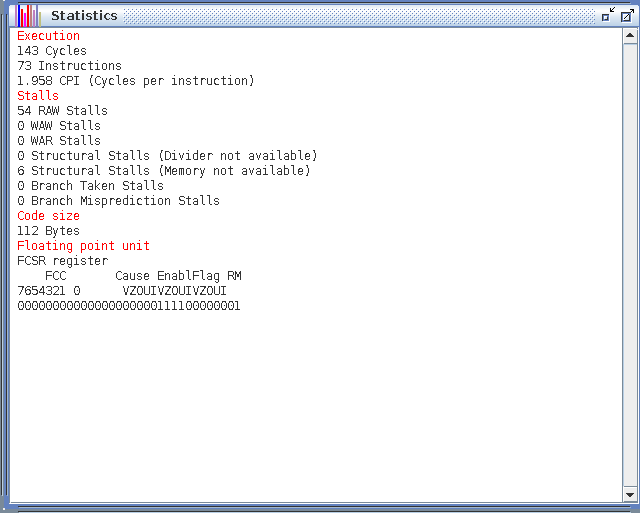 Statistics
Execution
143 Cycles
73 Instructions
1.958 CPI (Cycles per instruction)
Stalls
54 RAW Stalls
0 WAW Stalls
0 WAR Stalls
0 Structural Stalls (Divider not available)
6 Structural Stalls (Memory not available)
0 Branch Taken Stalls
0 Branch Misprediction Stalls
Code size
112 Bytes
Floating point unit
FCSR register
FCC Cause EnablFlag RM
7654321 0 VZOUIVZOUIVZOUI
00000000000000000000111100000001